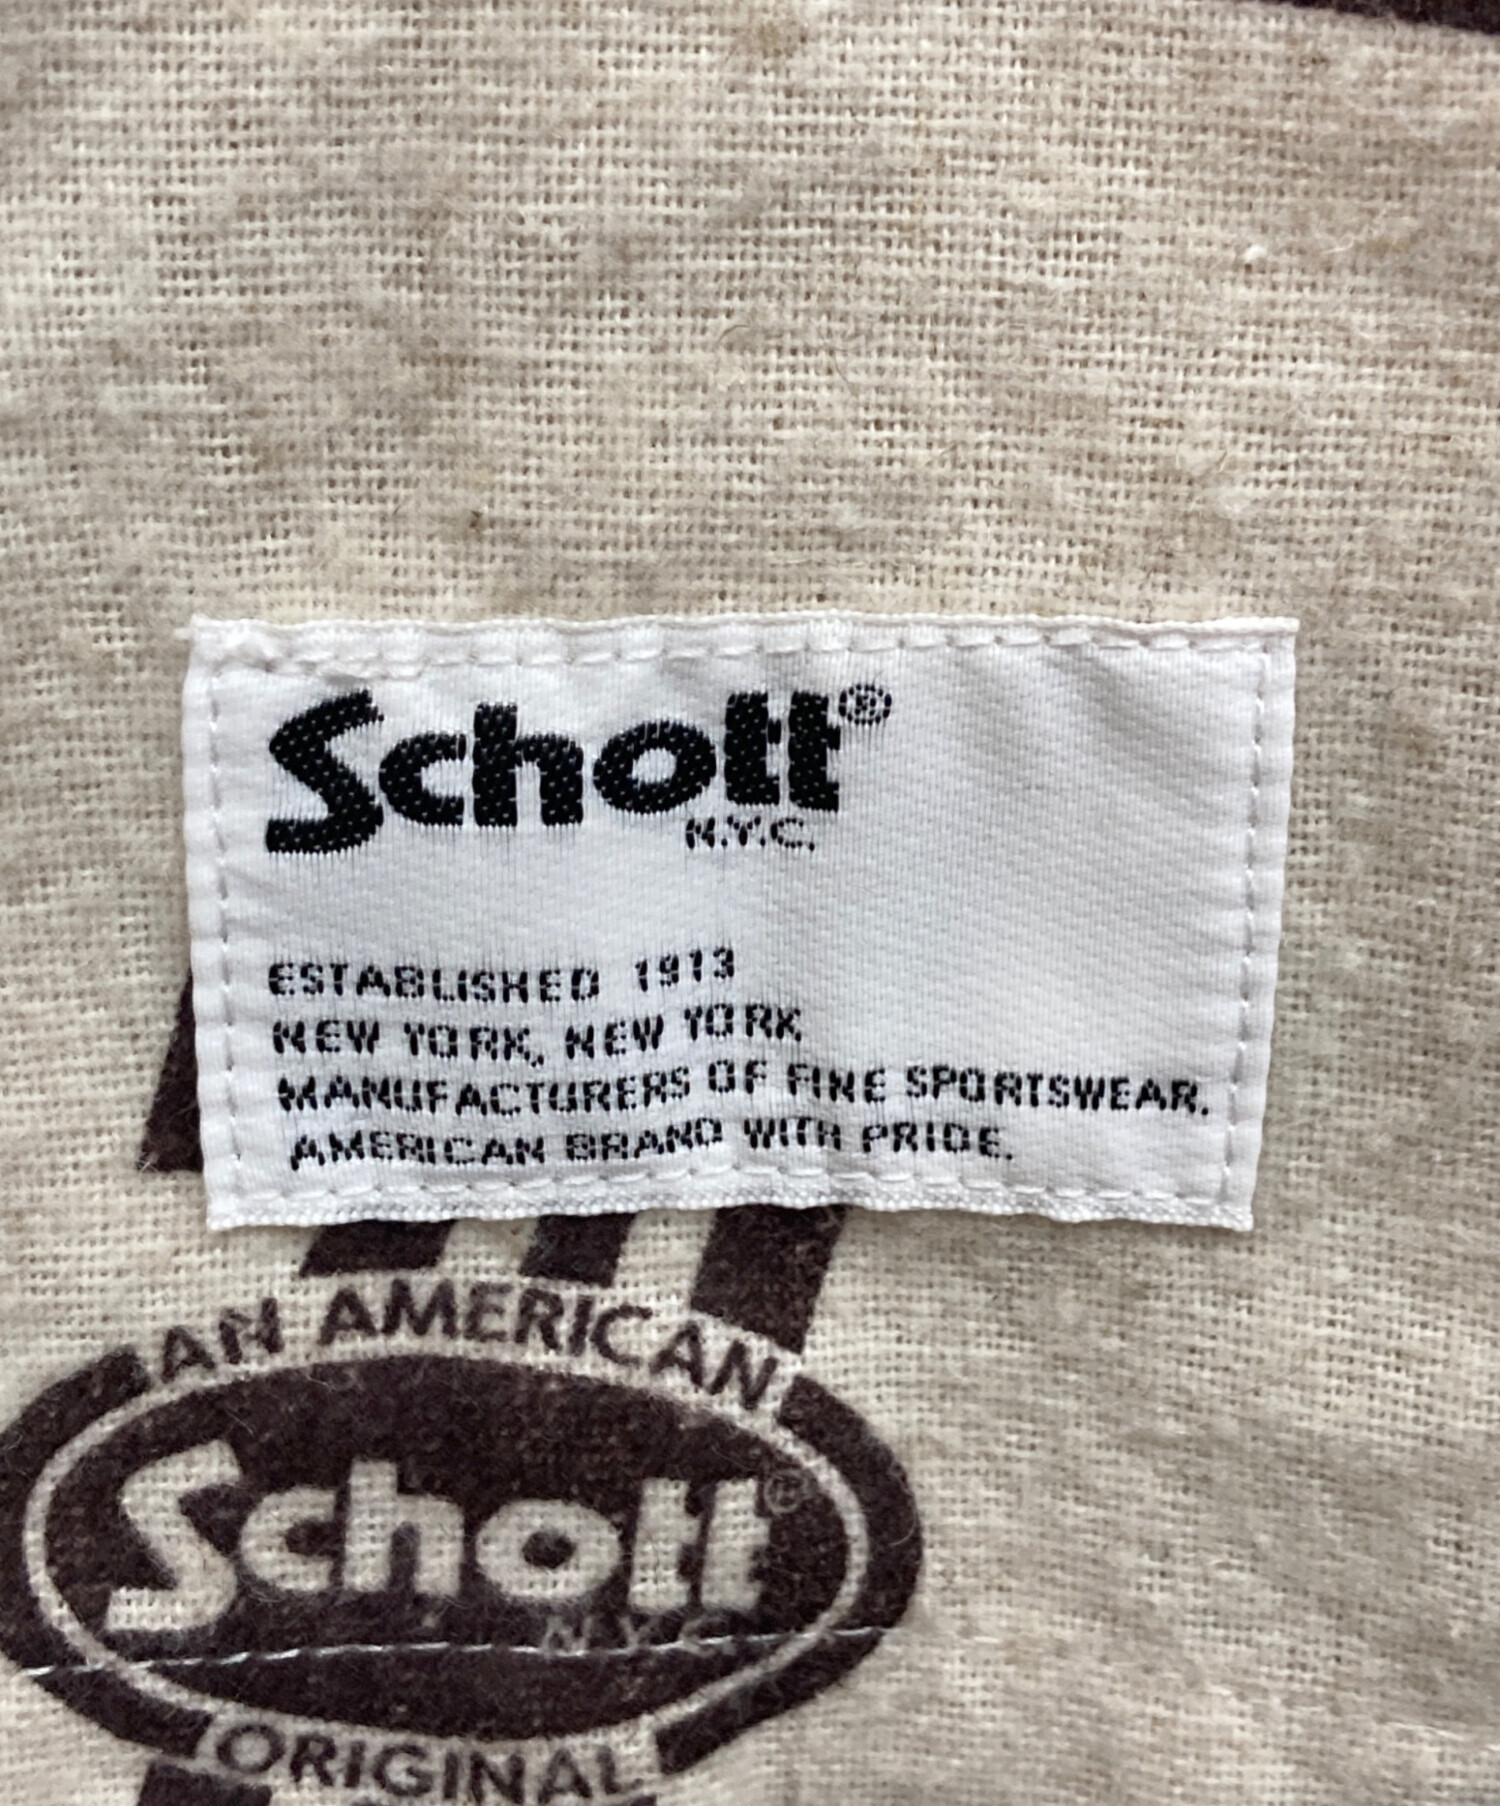 Schott®
N.Y.C.
ESTABLISHED 1913
NEW YORK, NEW YORK
MANUFACTURERS OF FINE SPORTSWEAR.
AMERICAN BRAND WITH PRIDE.
AN AMERICAN
Schott®
N.Y.C.
ORIGINAL